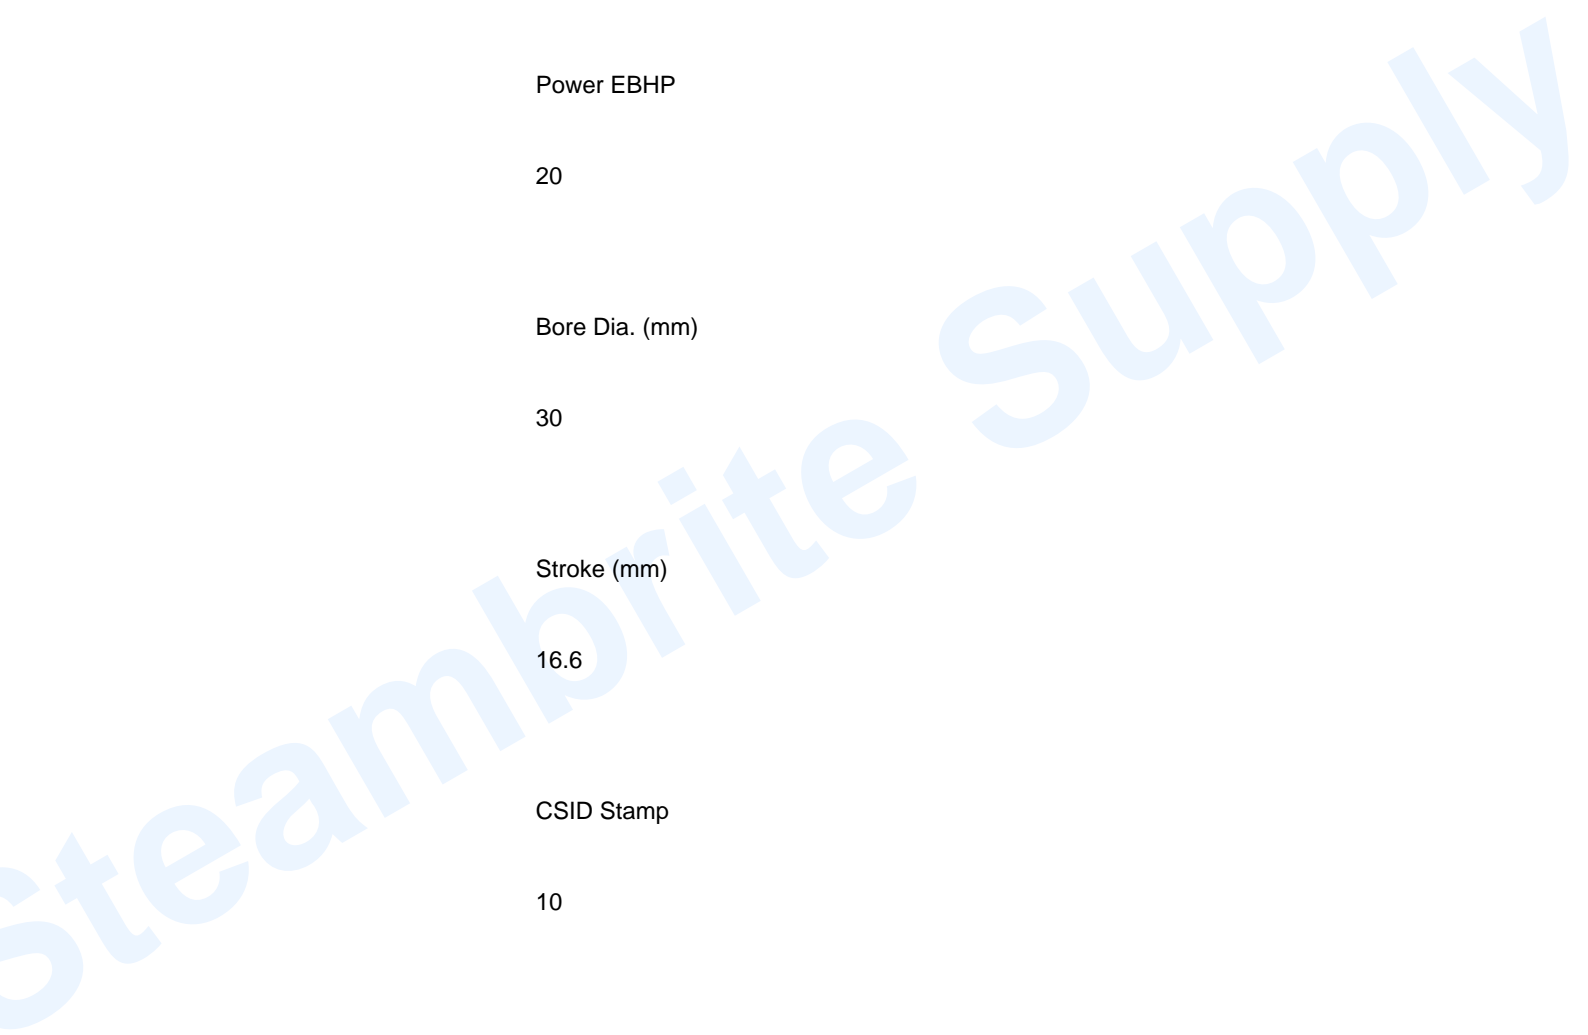 Power EBHP
20
Bore Dia. (mm)
30
Stroke (mm)
16.6
CSID Stamp
10
Steambrite Supply